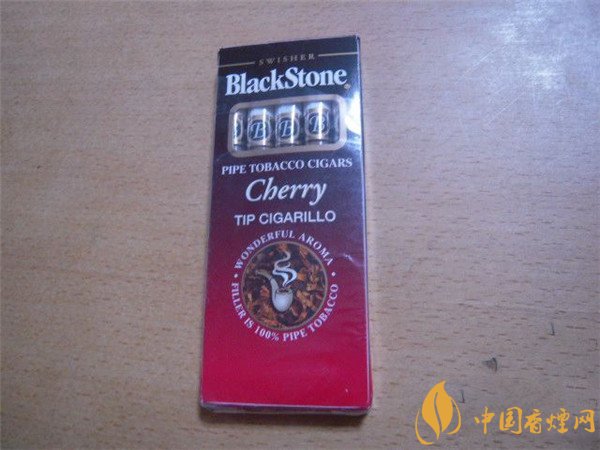 SWISHER
BlackStone®
B B B
PIPE TOBACCO CIGARS
Cherry
TIP CIGARILLO
• WONDERFUL AROMA •
FILLER IS 100% PIPE TOBACCO
中国香烟网